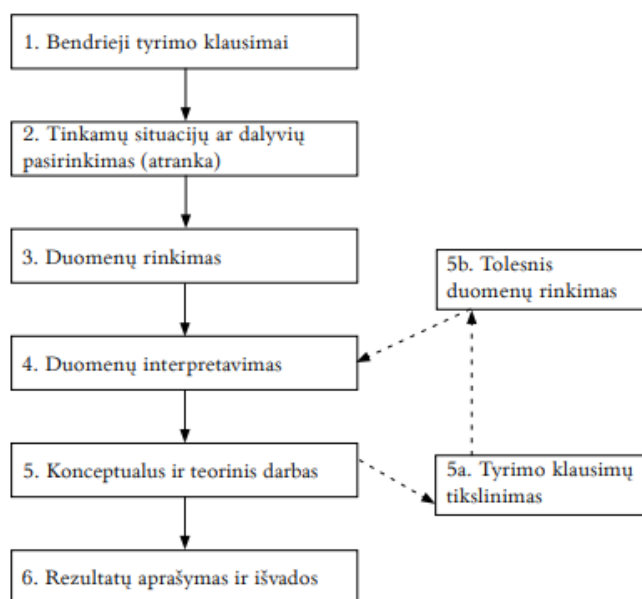 1. Bendrieji tyrimo klausimai
2. Tinkamų situacijų ar dalyvių
pasirinkimas (atranka)
3. Duomenų rinkimas
5b. Tolesnis
duomenų rinkimas
4. Duomenų interpretavimas
5. Konceptualus ir teorinis darbas
5a. Tyrimo klausimų
tikslinimas
6. Rezultatų aprašymas ir išvados